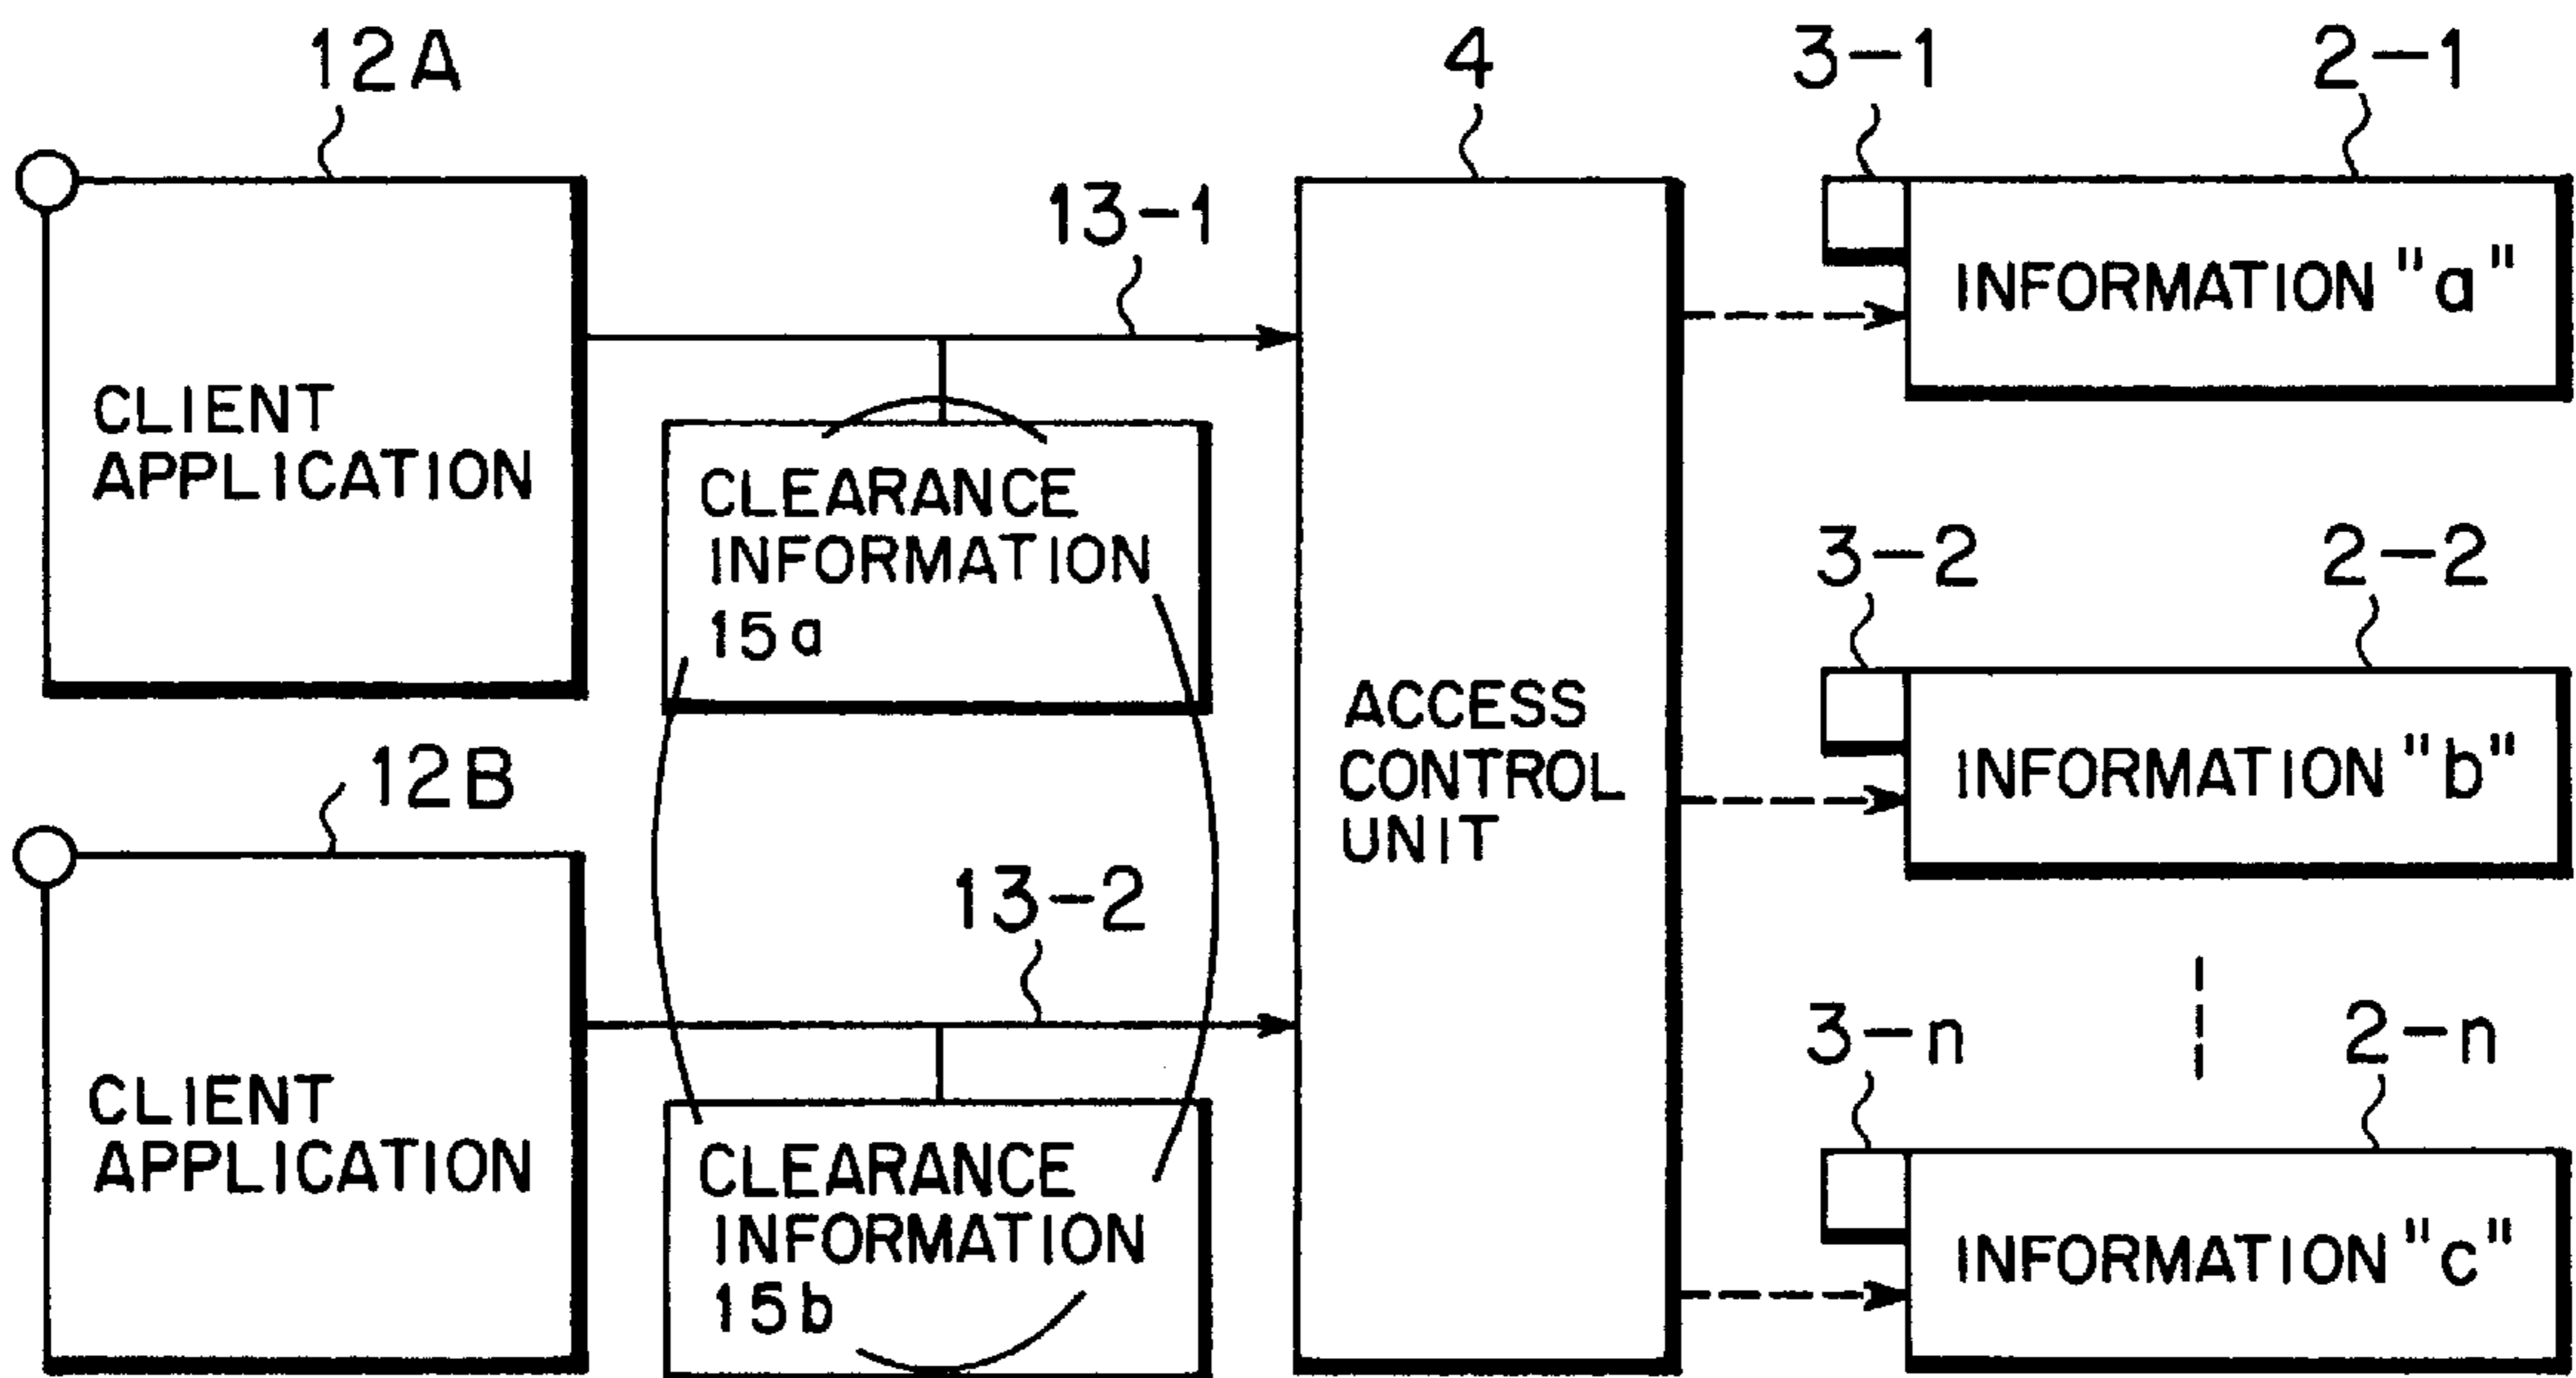 12A
4
3-1
2-1
13-1
CLIENT
APPLICATION
CLEARANCE
INFORMATION
15a
INFORMATION "a"
3-2
2-2
ACCESS
CONTROL
UNIT
INFORMATION "b"
12B
13-2
3-n
2-n
CLIENT
APPLICATION
CLEARANCE
INFORMATION
15b
INFORMATION "c"